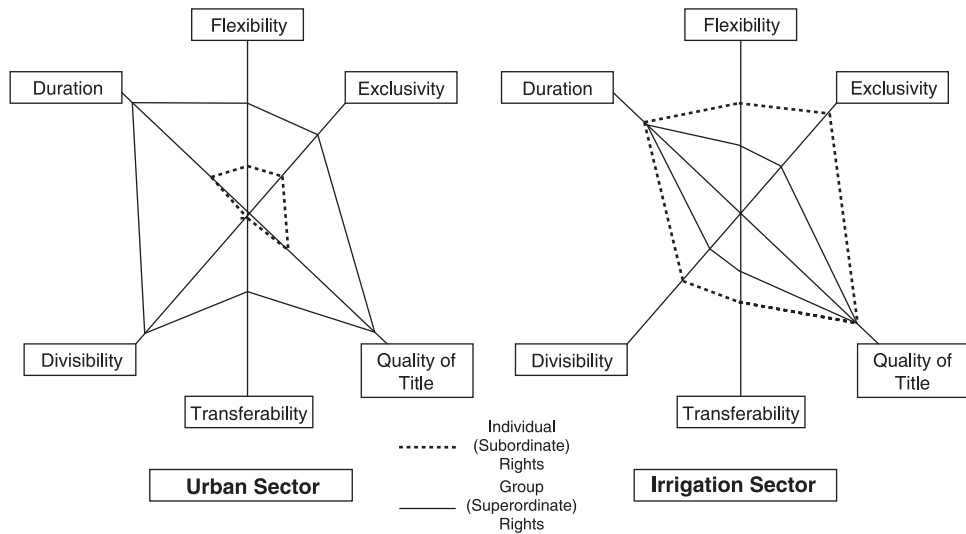 Flexibility
Duration
Exclusivity
Divisibility
Quality of
Title
Transferability
Urban Sector
Flexibility
Duration
Exclusivity
Divisibility
Quality of
Title
Transferability
Irrigation Sector
Individual
(Subordinate)
Rights
Group
(Superordinate)
Rights